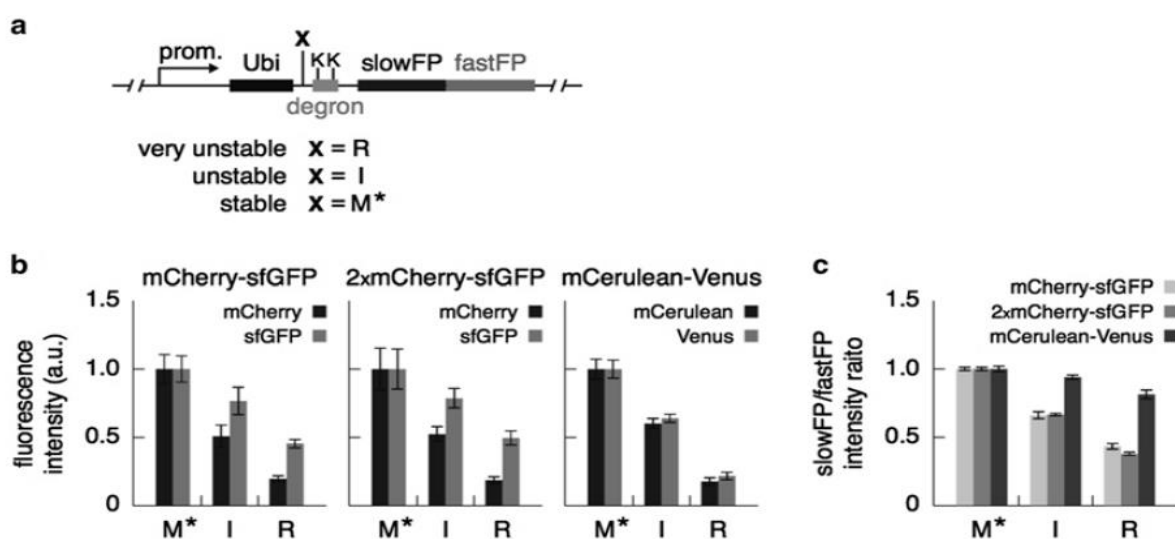 a
prom.
Ubi
X
KK
slowFP fastFP
degron
very unstable X = R
unstable X = I
stable X = M*
b
mCherry-sfGFP
2xmCherry-sfGFP
mCerulean-Venus
fluorescence
intensity (a.u.)
1.5
1.0
0.5
0
mCherry
sfGFP
M* I R
mCherry
sfGFP
M* I R
mCerulean
Venus
M* I R
c
slowFP/fastFP
intensity raito
1.5
1.0
0.5
0
mCherry-sfGFP
2xmCherry-sfGFP
mCerulean-Venus
M* I R